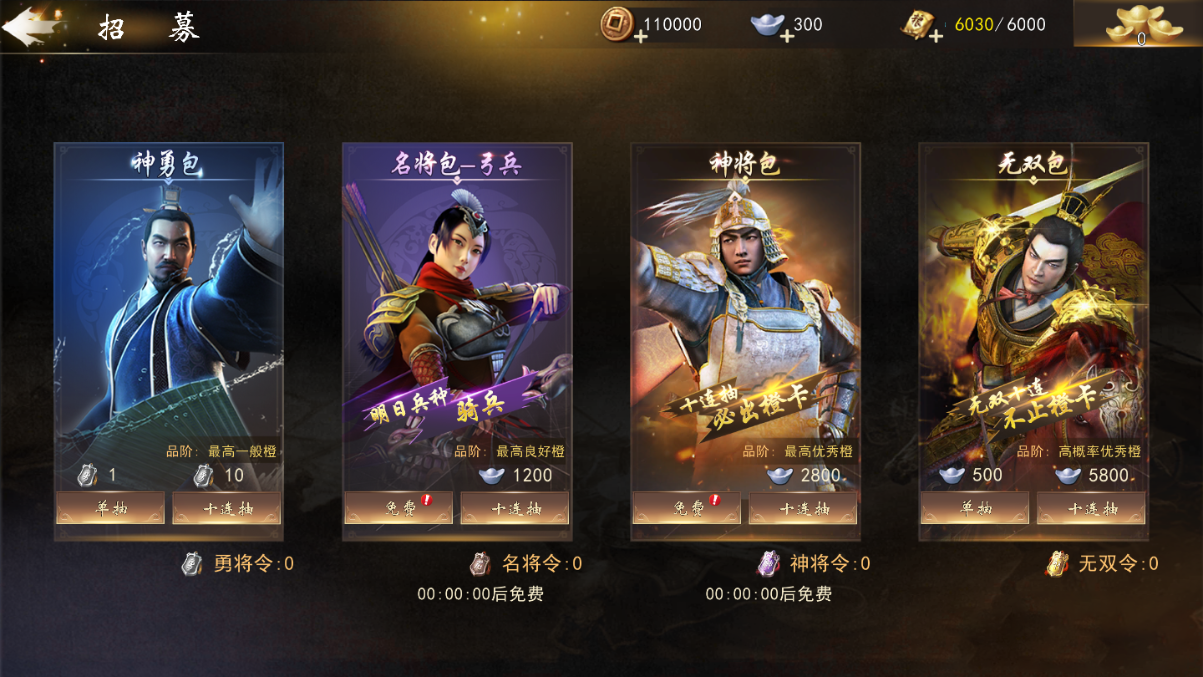 招 募
110000
300
6030/6000
0
神勇包
品阶：最高一般橙
1
10
单抽
十连抽
勇将令:0
名将包—弓兵
明日兵种 骑兵
品阶：最高良好橙
1200
免费
十连抽
名将令:0
00:00:00后免费
神将包
十连抽
必出橙卡
品阶：最高优秀橙
2800
免费
十连抽
神将令:0
00:00:00后免费
无双包
无双十连
不止橙卡
品阶：高概率优秀橙
500
5800
单抽
十连抽
无双令:0